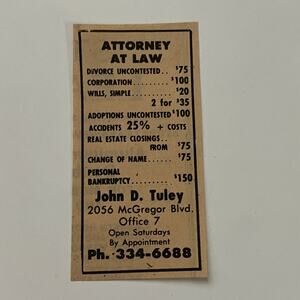 ATTORNEY
AT LAW
DIVORCE UNCONTESTED.. $75
CORPORATION......... $100
WILLS, SIMPLE........ $20
2 for $35
ADOPTIONS UNCONTESTED $100
ACCIDENTS 25% + COSTS
REAL ESTATE CLOSINGS..
FROM $75
CHANGE OF NAME...... $75
PERSONAL
BANKRUPTCY......... $150
John D. Tuley
2056 McGregor Blvd.
Office 7
Open Saturdays
By Appointment
Ph. 334-6688